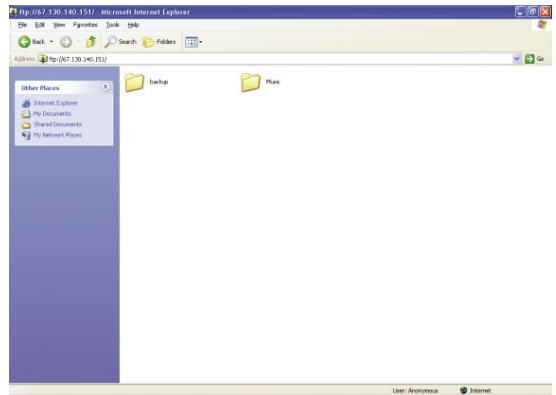 ftp://67.130.140.151/ - Microsoft Internet Explorer
File Edit View Favorites Tools Help
Back Search Folders
Address ftp://67.130.140.151/ Go
Other Places
Internet Explorer
My Documents
Shared Documents
My Network Places
backup Music
User: Anonymous Internet